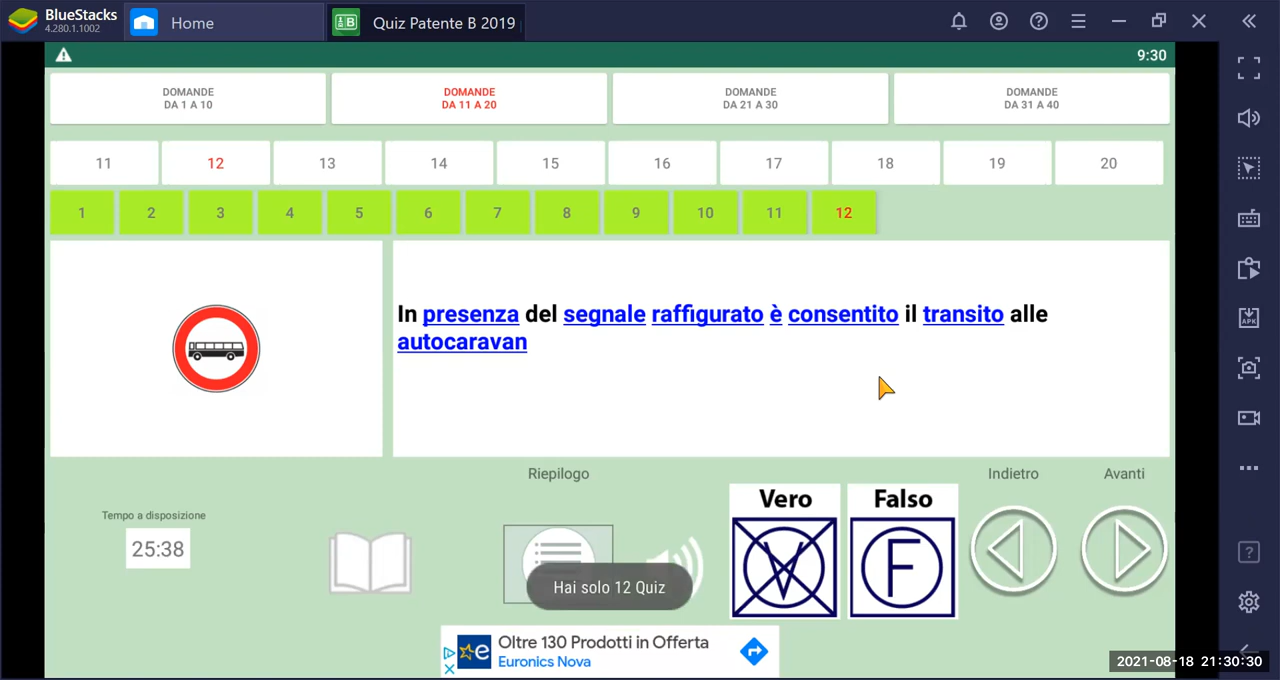 BlueStacks
4.280.1.1002
Home
Quiz Patente B 2019
9:30
DOMANDE
DA 1 A 10
DOMANDE
DA 11 A 20
DOMANDE
DA 21 A 30
DOMANDE
DA 31 A 40
11 12 13 14 15 16 17 18 19 20
1 2 3 4 5 6 7 8 9 10 11 12
In presenza del segnale raffigurato è consentito il transito alle
autocaravan
Riepilogo
Indietro
Avanti
Tempo a disposizione
25:38
Vero
V
Falso
F
Hai solo 12 Quiz
Oltre 130 Prodotti in Offerta
Euronics Nova
APK
2021-08-18 21:30:30